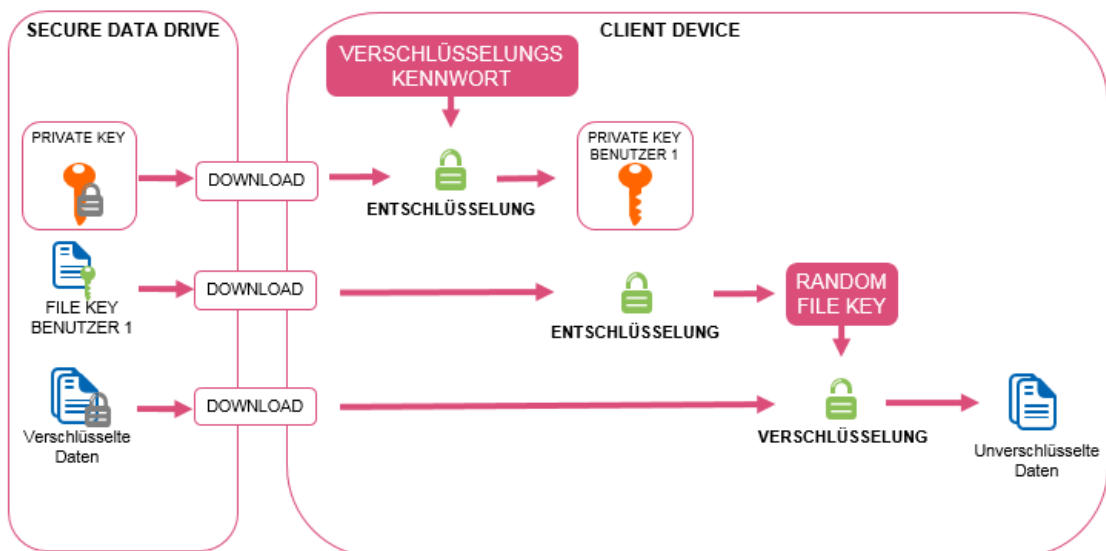 SECURE DATA DRIVE
CLIENT DEVICE
VERSCHLÜSSELUNGS
KENNWORT
PRIVATE KEY
DOWNLOAD
ENTSCHLÜSSELUNG
PRIVATE KEY
BENUTZER 1
FILE KEY
BENUTZER 1
DOWNLOAD
ENTSCHLÜSSELUNG
RANDOM
FILE KEY
Verschlüsselte
Daten
DOWNLOAD
VERSCHLÜSSELUNG
Unverschlüsselte
Daten